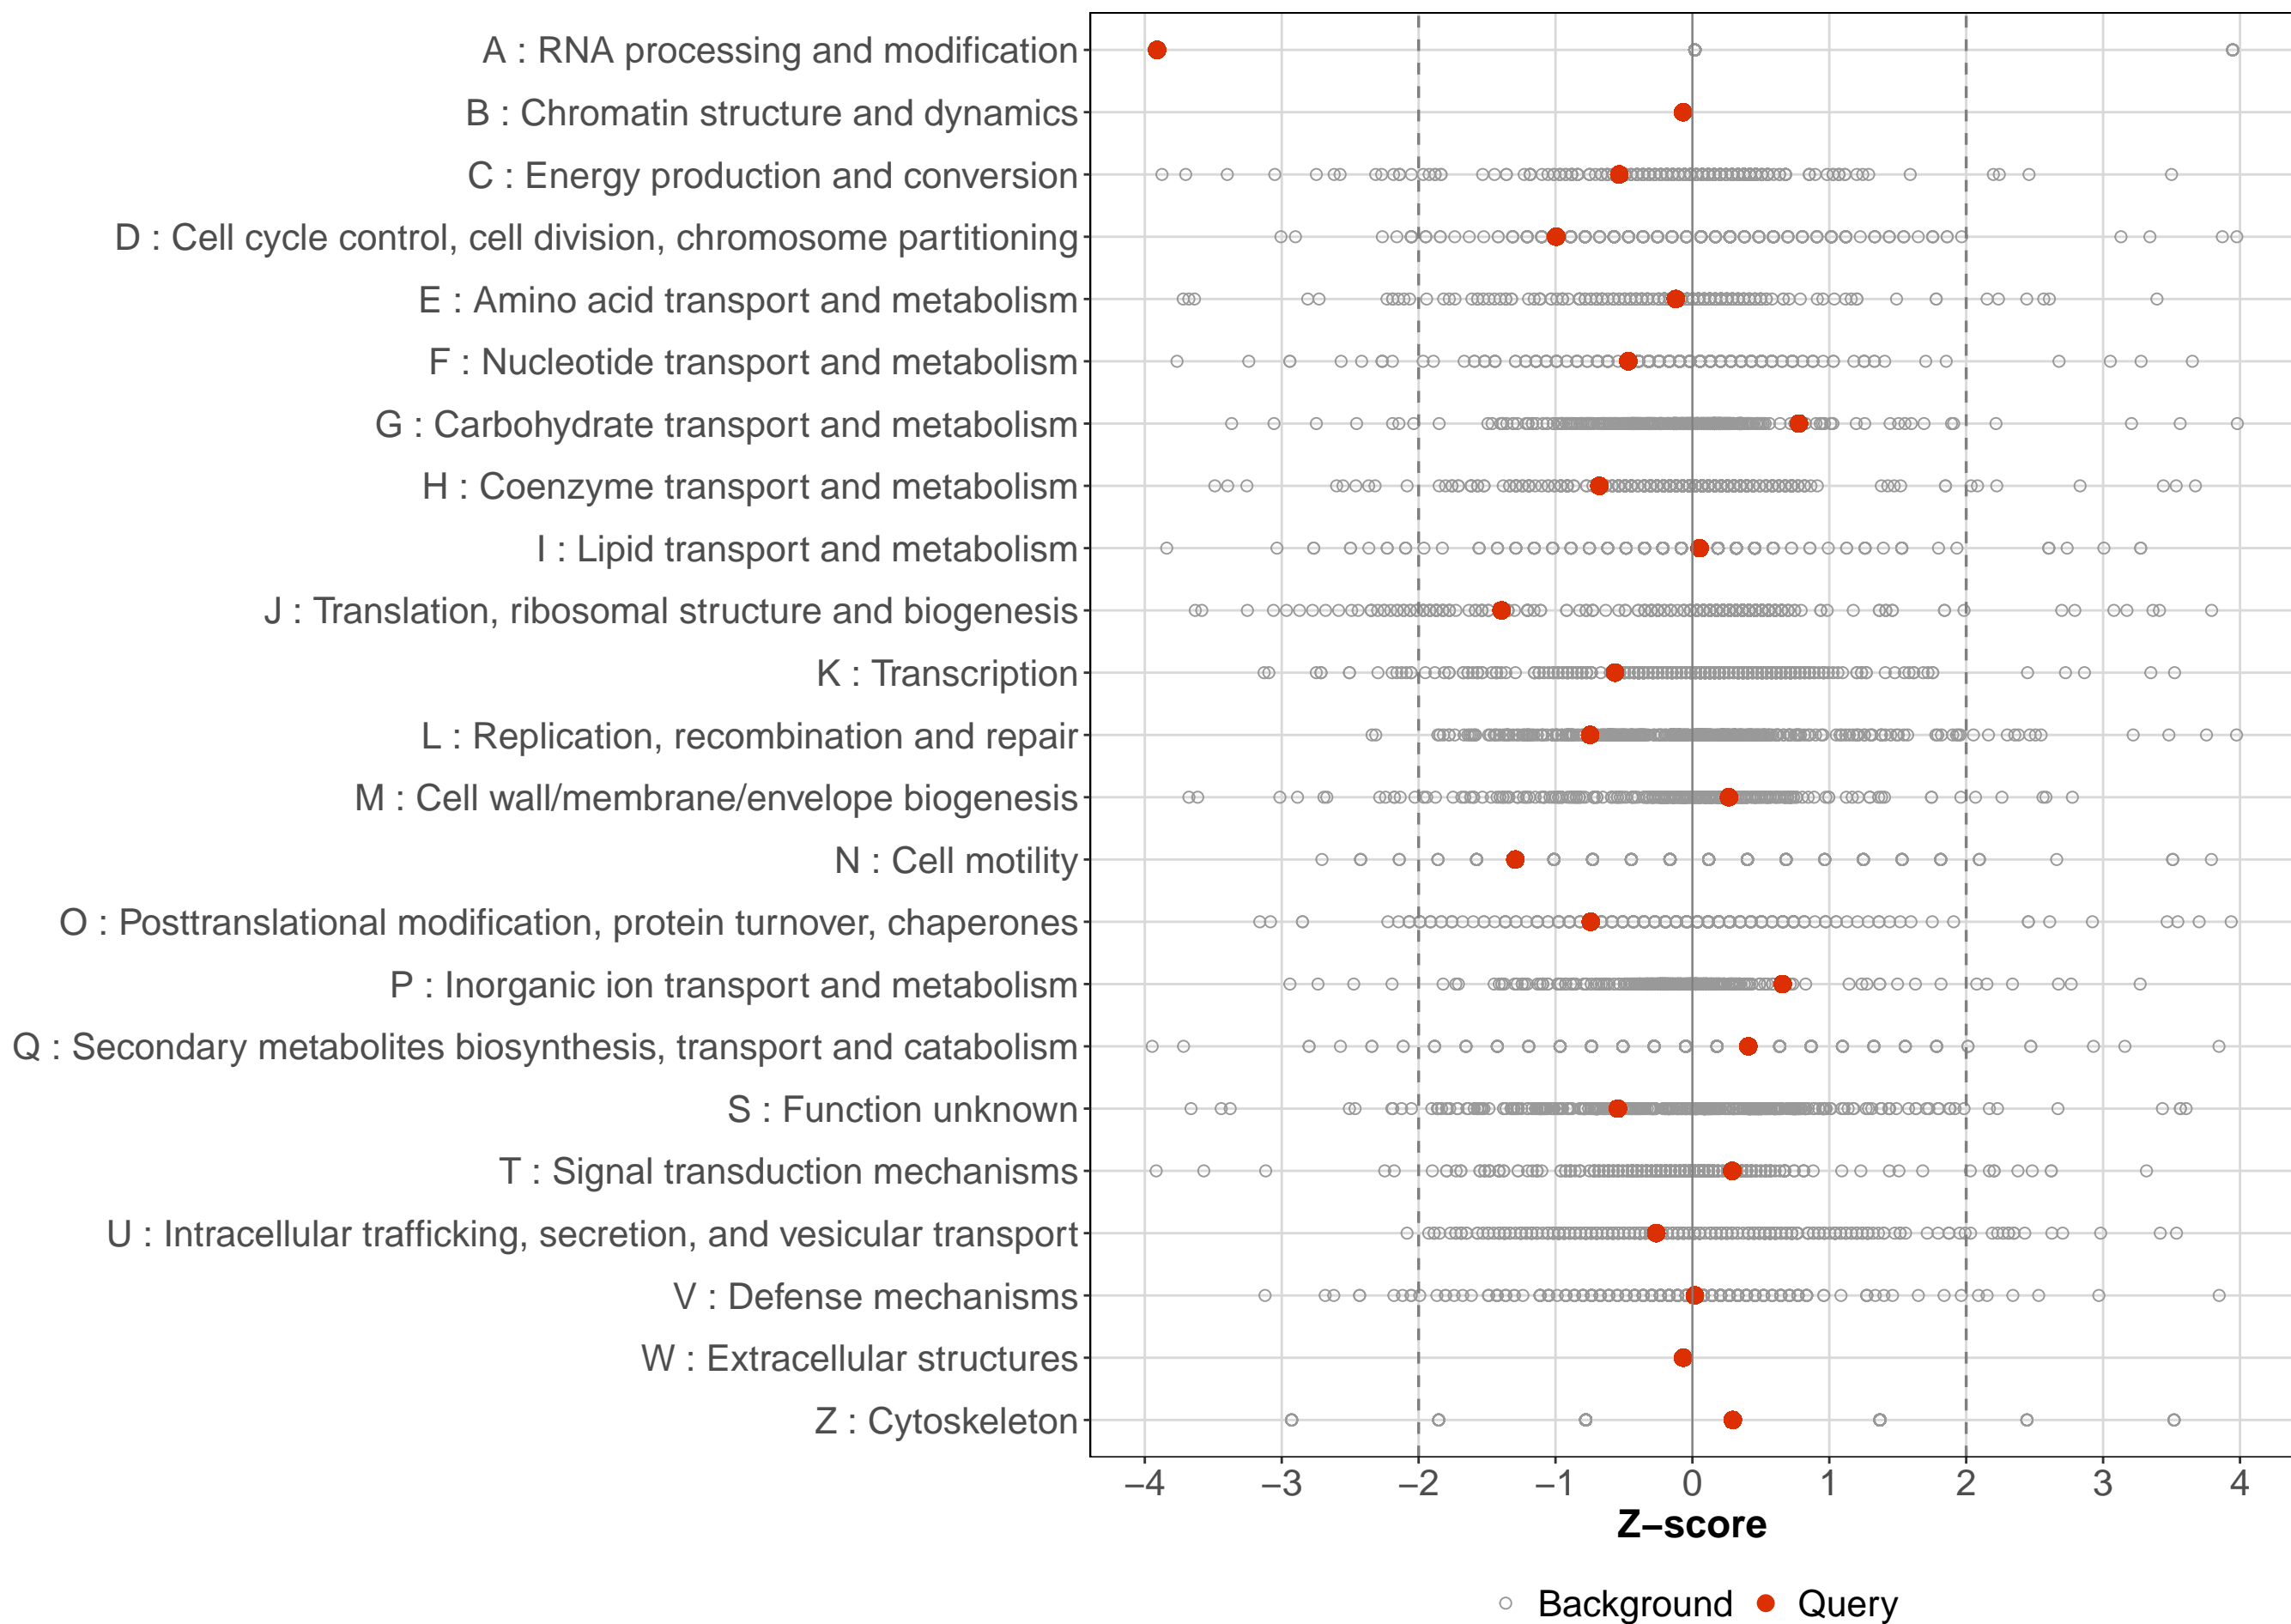 A : RNA processing and modification
B : Chromatin structure and dynamics
C : Energy production and conversion
D : Cell cycle control, cell division, chromosome partitioning
E : Amino acid transport and metabolism
F : Nucleotide transport and metabolism
G : Carbohydrate transport and metabolism
H : Coenzyme transport and metabolism
I : Lipid transport and metabolism
J : Translation, ribosomal structure and biogenesis
K : Transcription
L : Replication, recombination and repair
M : Cell wall/membrane/envelope biogenesis
N : Cell motility
O : Posttranslational modification, protein turnover, chaperones
P : Inorganic ion transport and metabolism
Q : Secondary metabolites biosynthesis, transport and catabolism
S : Function unknown
T : Signal transduction mechanisms
U : Intracellular trafficking, secretion, and vesicular transport
V : Defense mechanisms
W : Extracellular structures
Z : Cytoskeleton
−4 −3 −2 −1 0 1 2 3 4
Z−score
Background Query